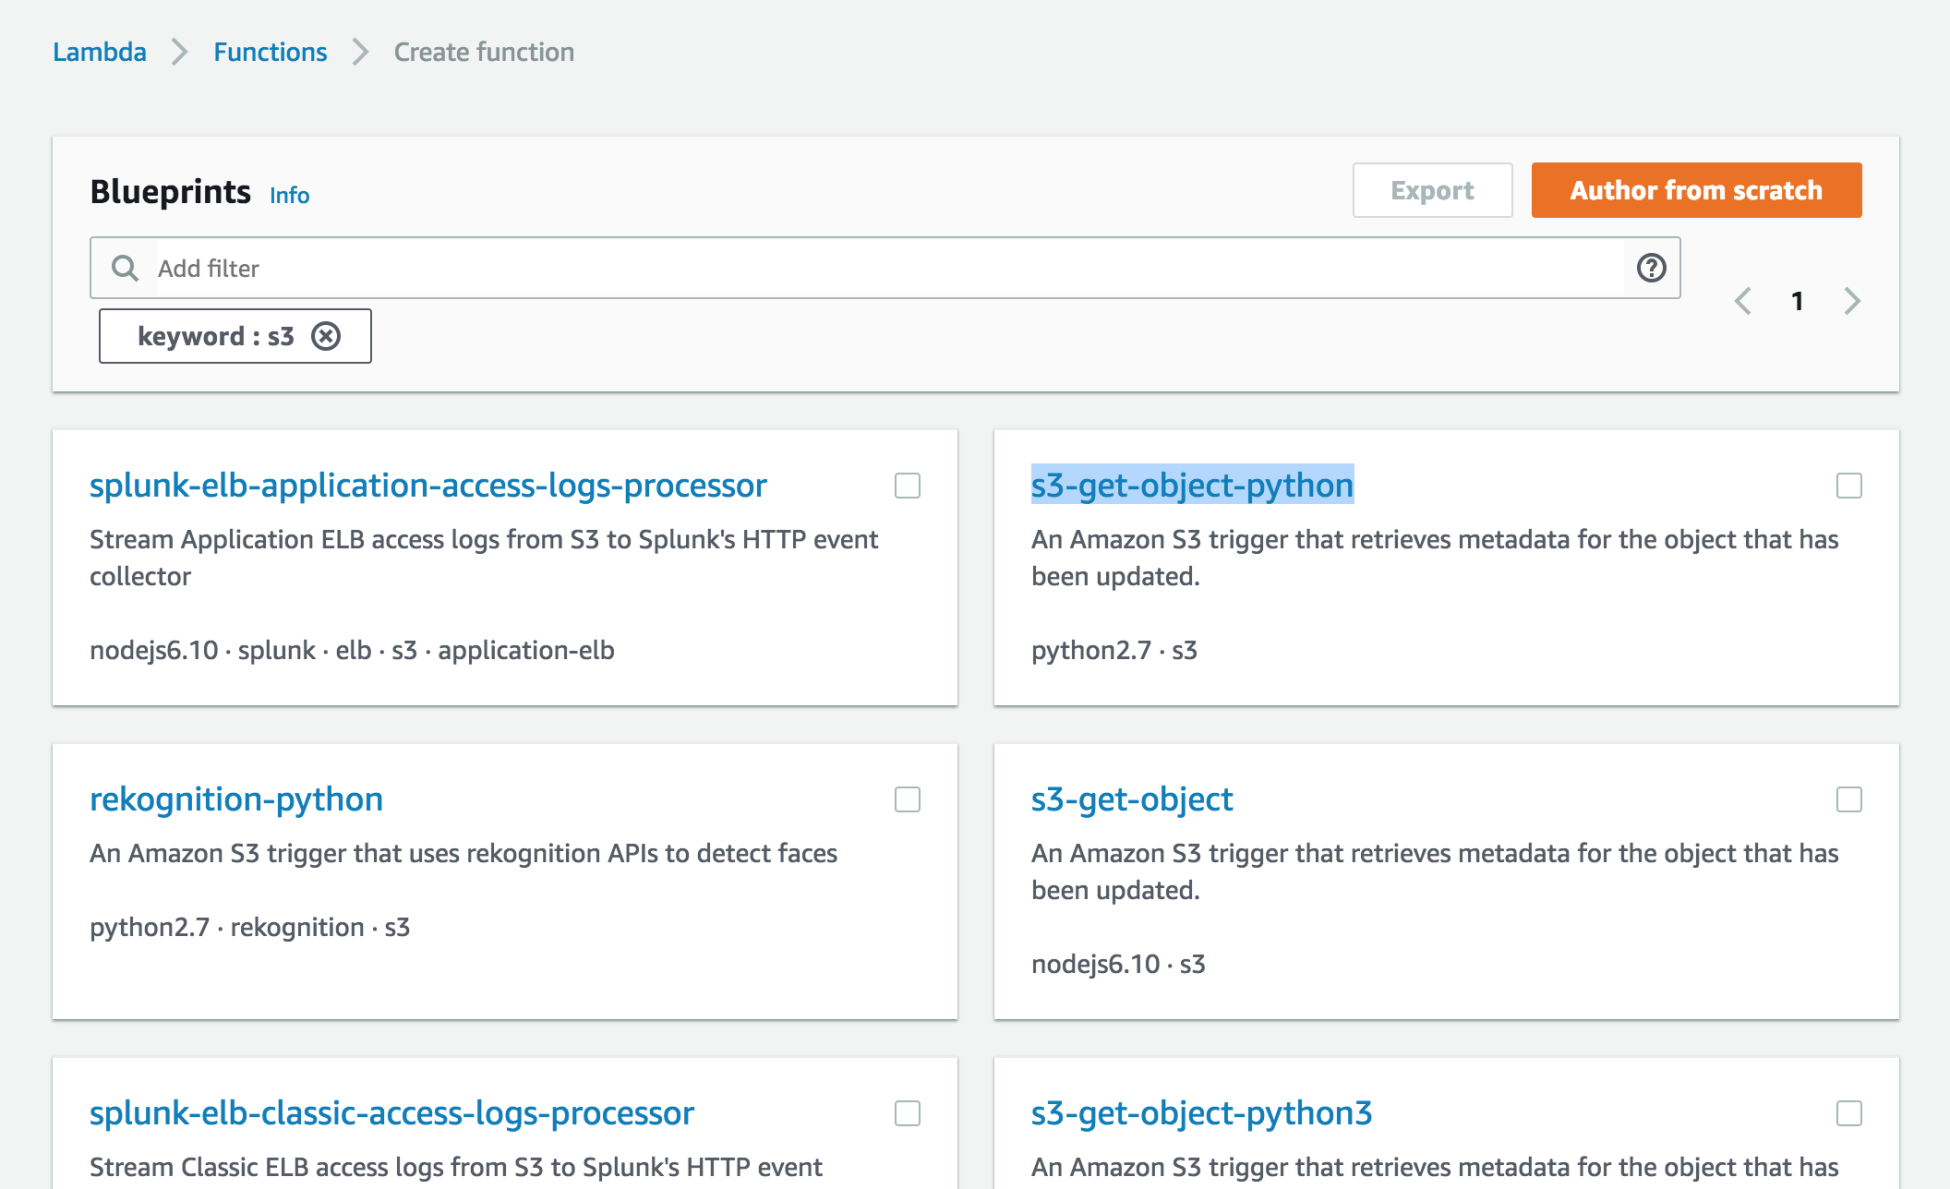 Lambda > Functions > Create function
Blueprints Info
Export
Author from scratch
Add filter
1
keyword : s3
splunk-elb-application-access-logs-processor
Stream Application ELB access logs from S3 to Splunk's HTTP event
collector
nodejs6.10 · splunk · elb · s3 · application-elb
s3-get-object-python
An Amazon S3 trigger that retrieves metadata for the object that has
been updated.
python2.7 · s3
rekognition-python
An Amazon S3 trigger that uses rekognition APIs to detect faces
python2.7 · rekognition · s3
s3-get-object
An Amazon S3 trigger that retrieves metadata for the object that has
been updated.
nodejs6.10 · s3
splunk-elb-classic-access-logs-processor
Stream Classic ELB access logs from S3 to Splunk's HTTP event
s3-get-object-python3
An Amazon S3 trigger that retrieves metadata for the object that has